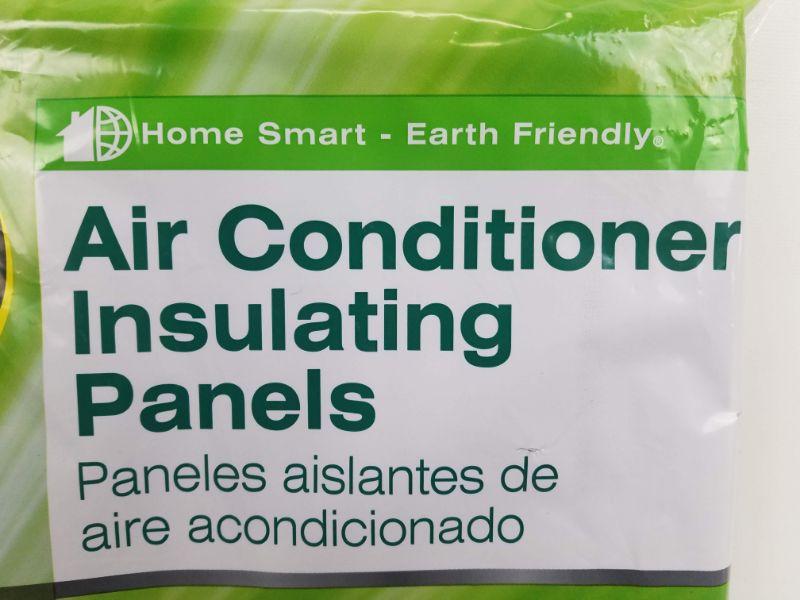 Home Smart - Earth Friendly®
Air Conditioner
Insulating
Panels
Paneles aislantes de
aire acondicionado